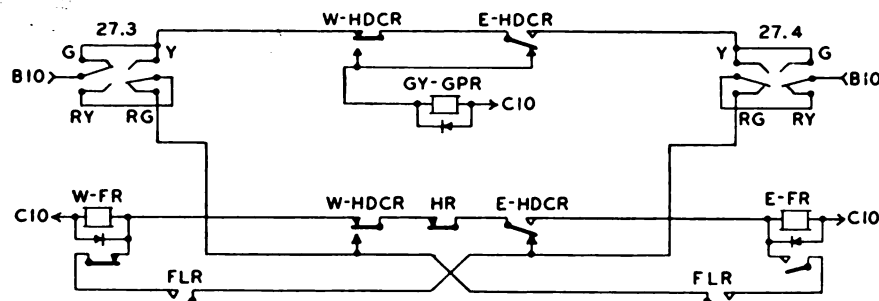 W-HDCR E-HDCR
27.3 27.4
G Y Y G
B10 B10
GY-GPR
C10
RY RG RG RY
W-FR W-HDCR HR E-HDCR E-FR
C10 C10
FLR FLR